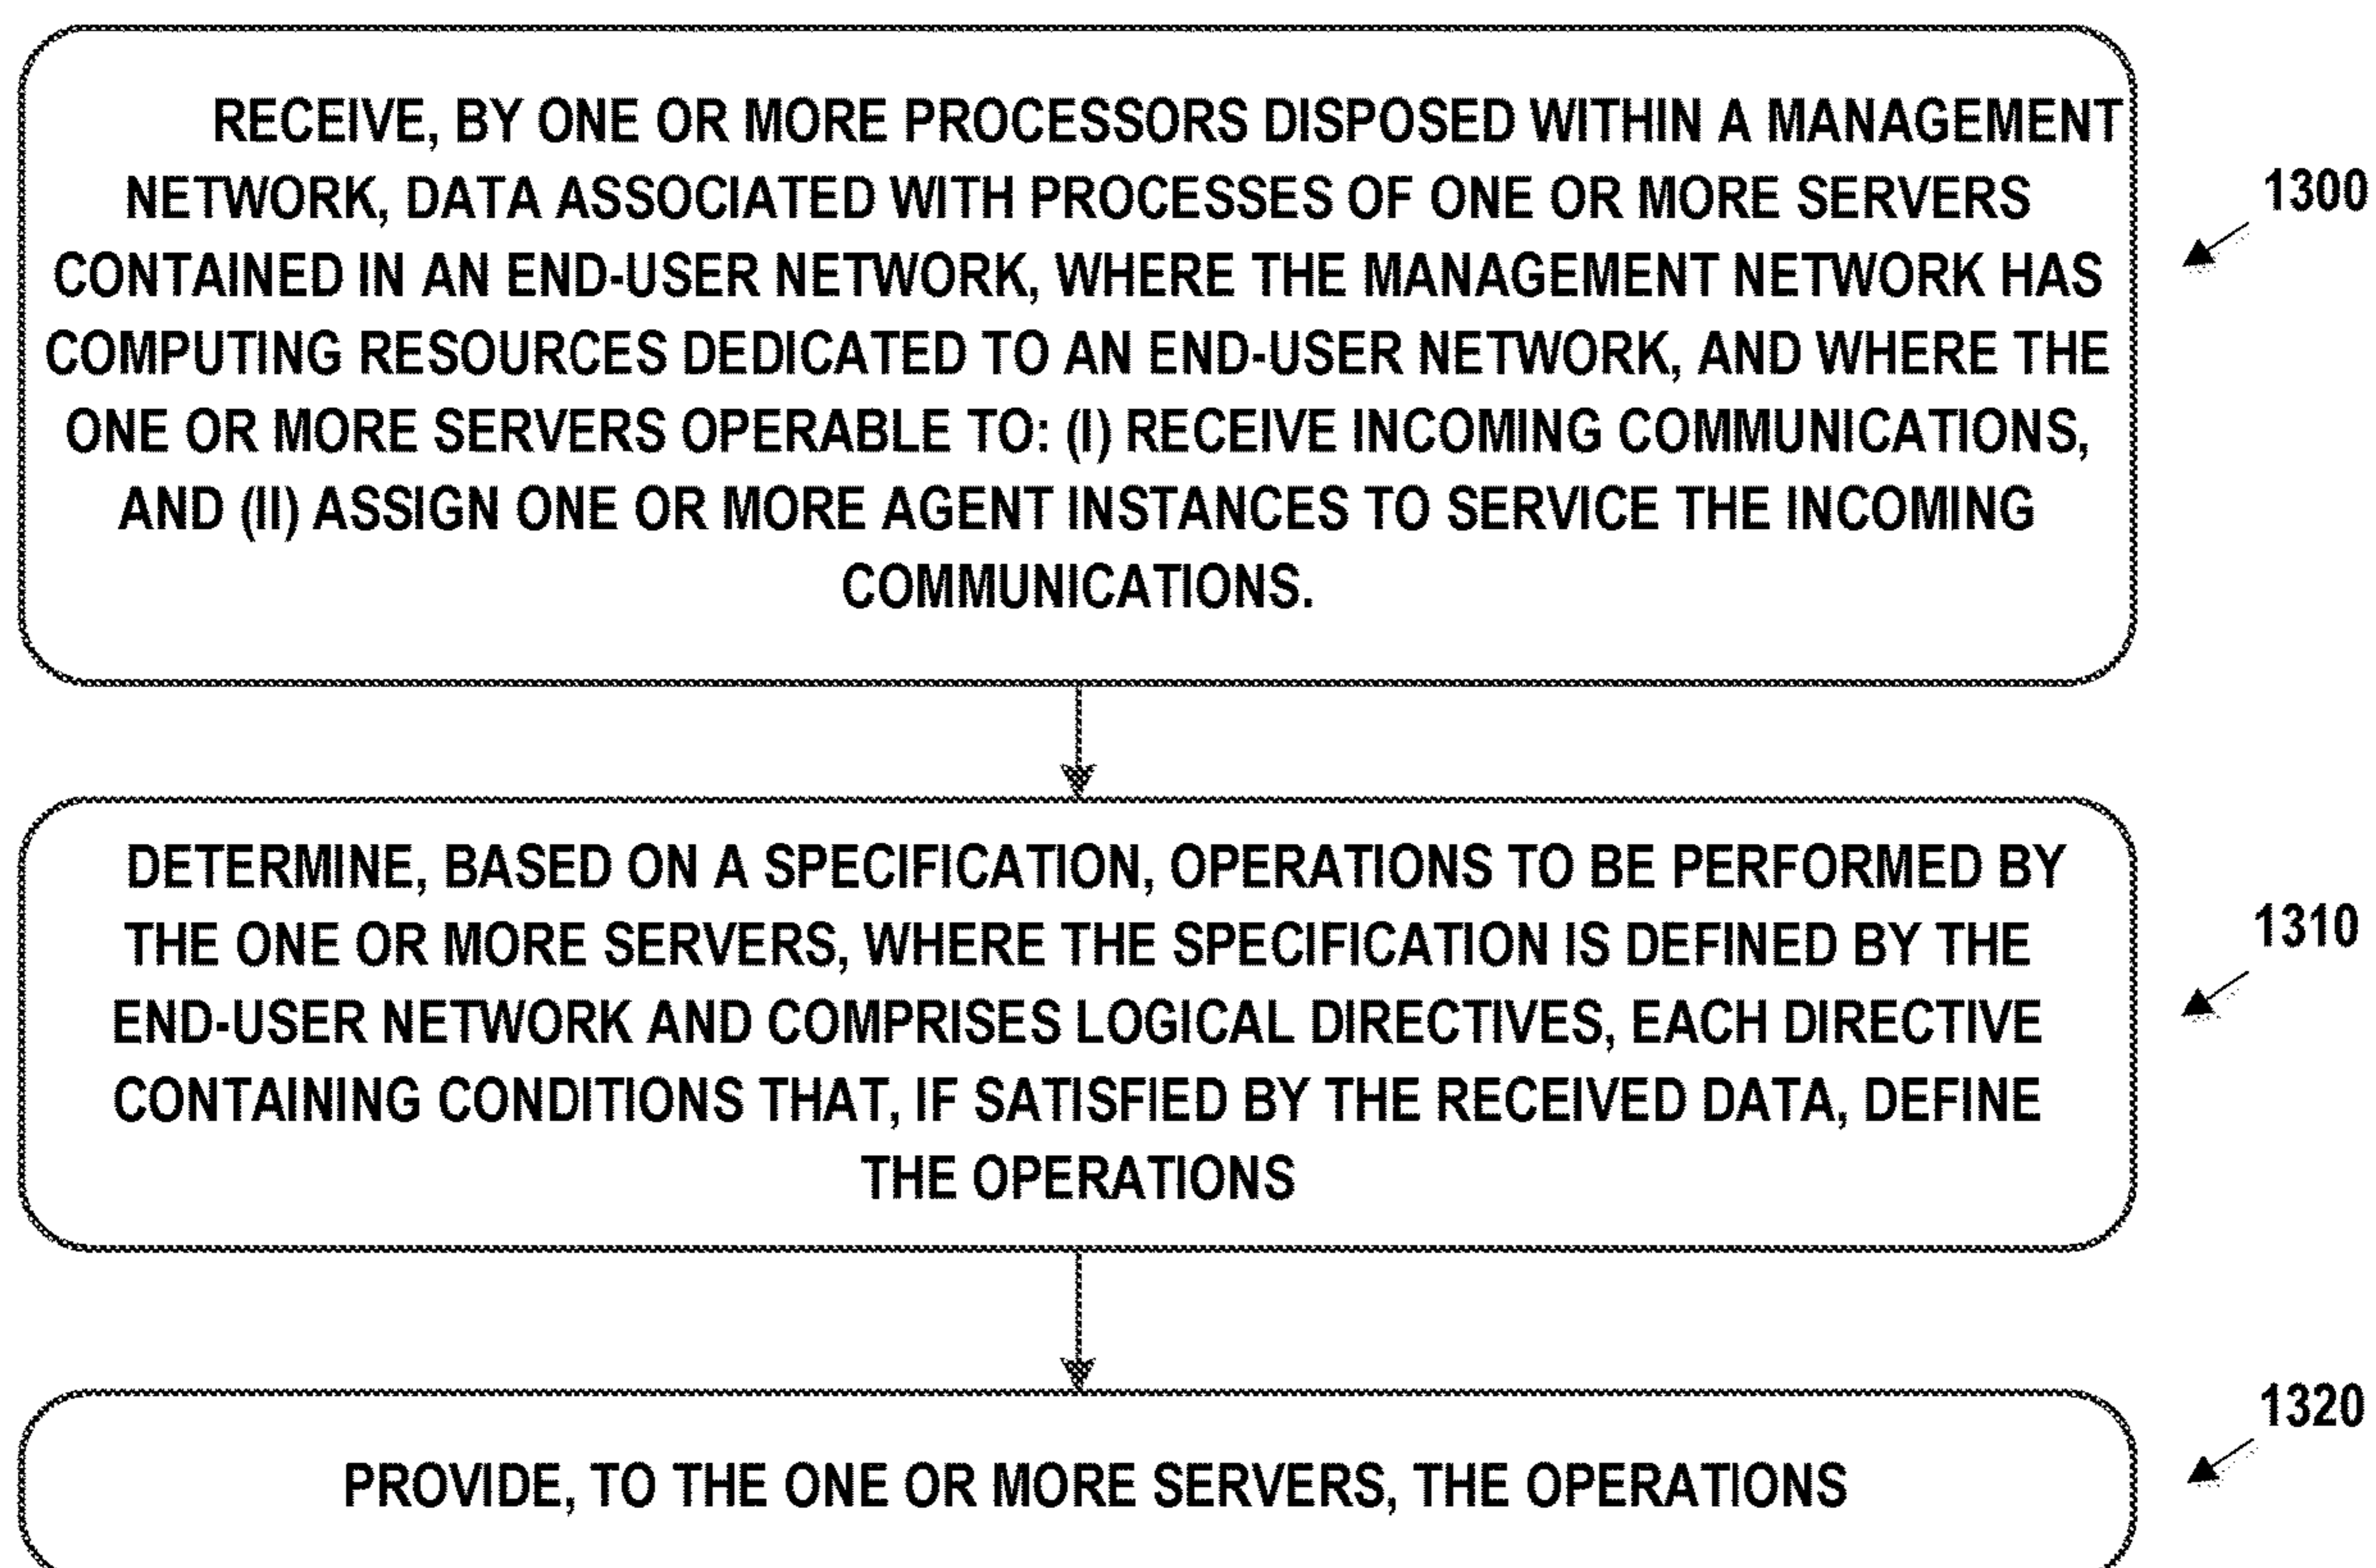 RECEIVE, BY ONE OR MORE PROCESSORS DISPOSED WITHIN A MANAGEMENT
NETWORK, DATA ASSOCIATED WITH PROCESSES OF ONE OR MORE SERVERS
CONTAINED IN AN END-USER NETWORK, WHERE THE MANAGEMENT NETWORK HAS
COMPUTING RESOURCES DEDICATED TO AN END-USER NETWORK, AND WHERE THE
ONE OR MORE SERVERS OPERABLE TO: (I) RECEIVE INCOMING COMMUNICATIONS,
AND (II) ASSIGN ONE OR MORE AGENT INSTANCES TO SERVICE THE INCOMING
COMMUNICATIONS.
1300
DETERMINE, BASED ON A SPECIFICATION, OPERATIONS TO BE PERFORMED BY
THE ONE OR MORE SERVERS, WHERE THE SPECIFICATION IS DEFINED BY THE
END-USER NETWORK AND COMPRISES LOGICAL DIRECTIVES, EACH DIRECTIVE
CONTAINING CONDITIONS THAT, IF SATISFIED BY THE RECEIVED DATA, DEFINE
THE OPERATIONS
1310
PROVIDE, TO THE ONE OR MORE SERVERS, THE OPERATIONS
1320